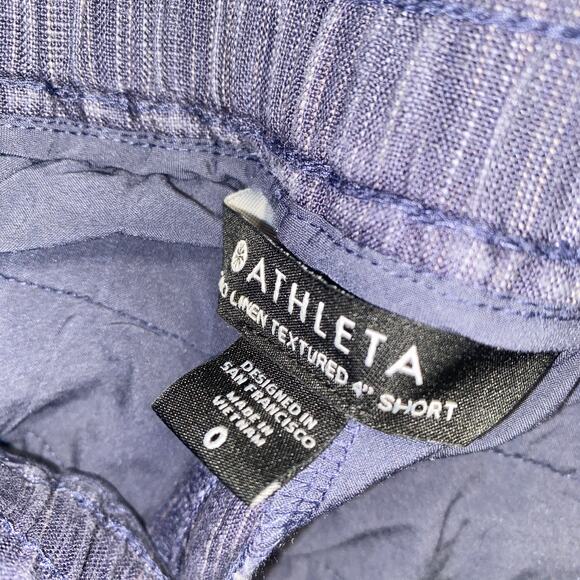 ATHLETA
LINEN TEXTURED 4" SHORT
DESIGNED IN
SAN FRANCISCO
MADE IN
VIETNAM
0